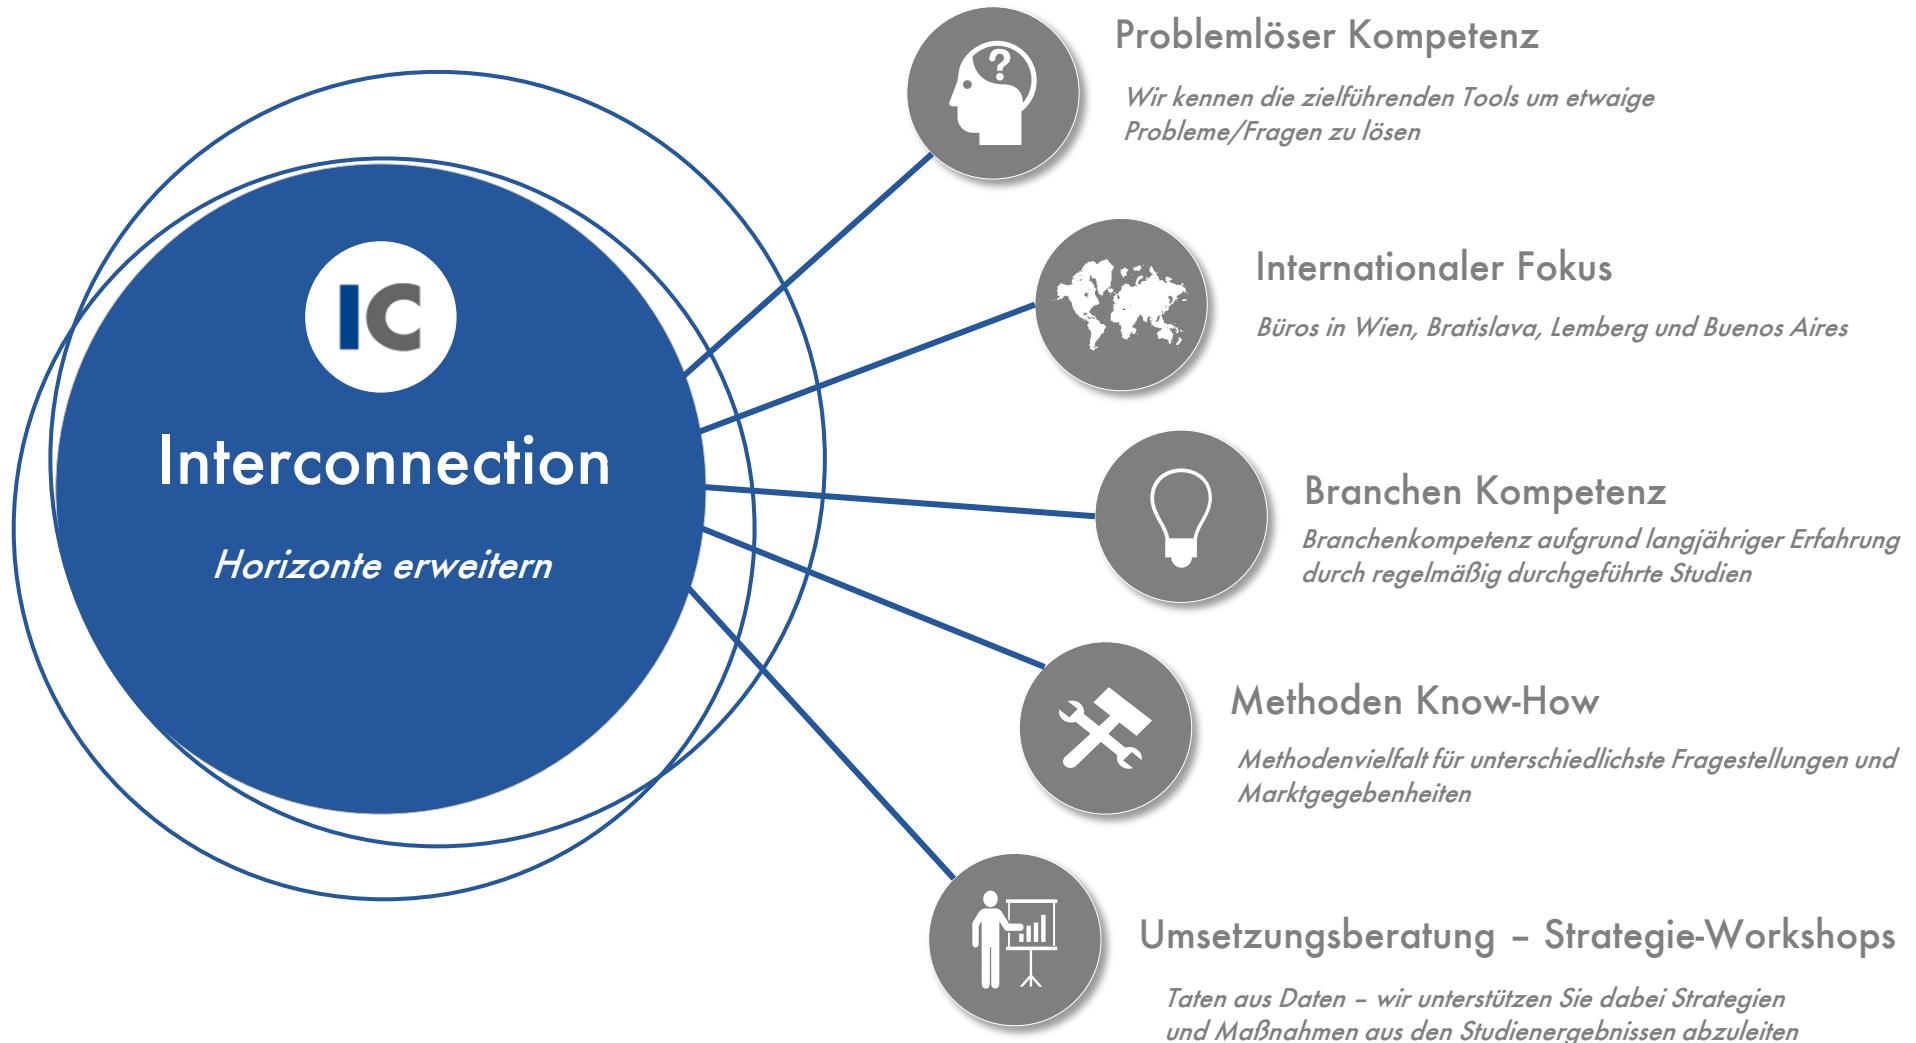 IC
Interconnection
Horizonte erweitern
Problemlöser Kompetenz
Wir kennen die zielführenden Tools um etwaige
Probleme/Fragen zu lösen
Internationaler Fokus
Büros in Wien, Bratislava, Lemberg und Buenos Aires
Branchen Kompetenz
Branchenkompetenz aufgrund langjähriger Erfahrung
durch regelmäßig durchgeführte Studien
Methoden Know-How
Methodenvielfalt für unterschiedlichste Fragestellungen und
Marktgegebenheiten
Umsetzungsberatung – Strategie-Workshops
Taten aus Daten – wir unterstützen Sie dabei Strategien
und Maßnahmen aus den Studienergebnissen abzuleiten
?